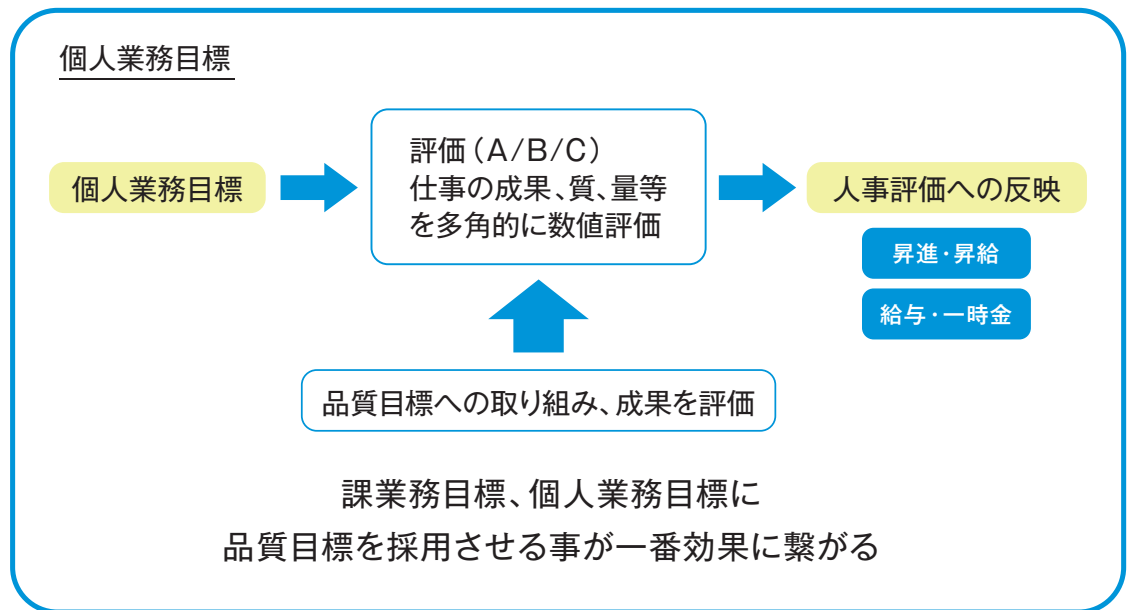 個人業務目標
個人業務目標
評価（A/B/C）
仕事の成果、質、量等
を多角的に数値評価
人事評価への反映
昇進・昇給
給与・一時金
品質目標への取り組み、成果を評価
課業務目標、個人業務目標に
品質目標を採用させる事が一番効果に繋がる